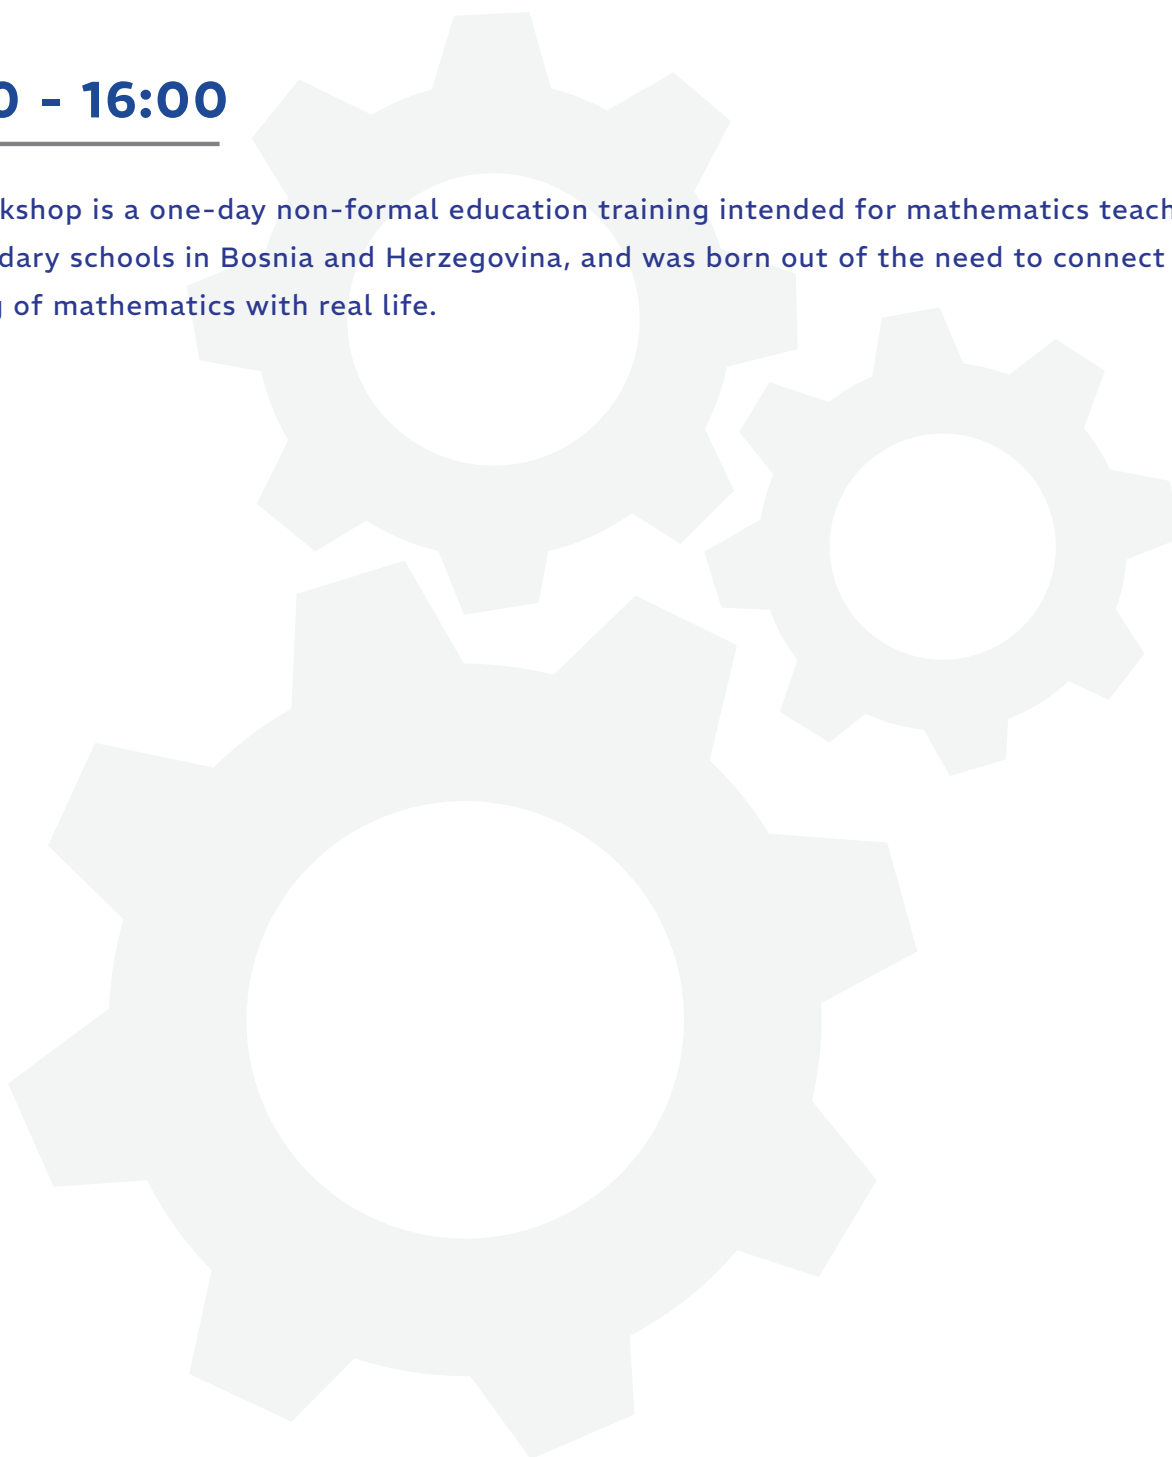 0 - 16:00
kshop is a one-day non-formal education training intended for mathematics teach
dary schools in Bosnia and Herzegovina, and was born out of the need to connect
g of mathematics with real life.